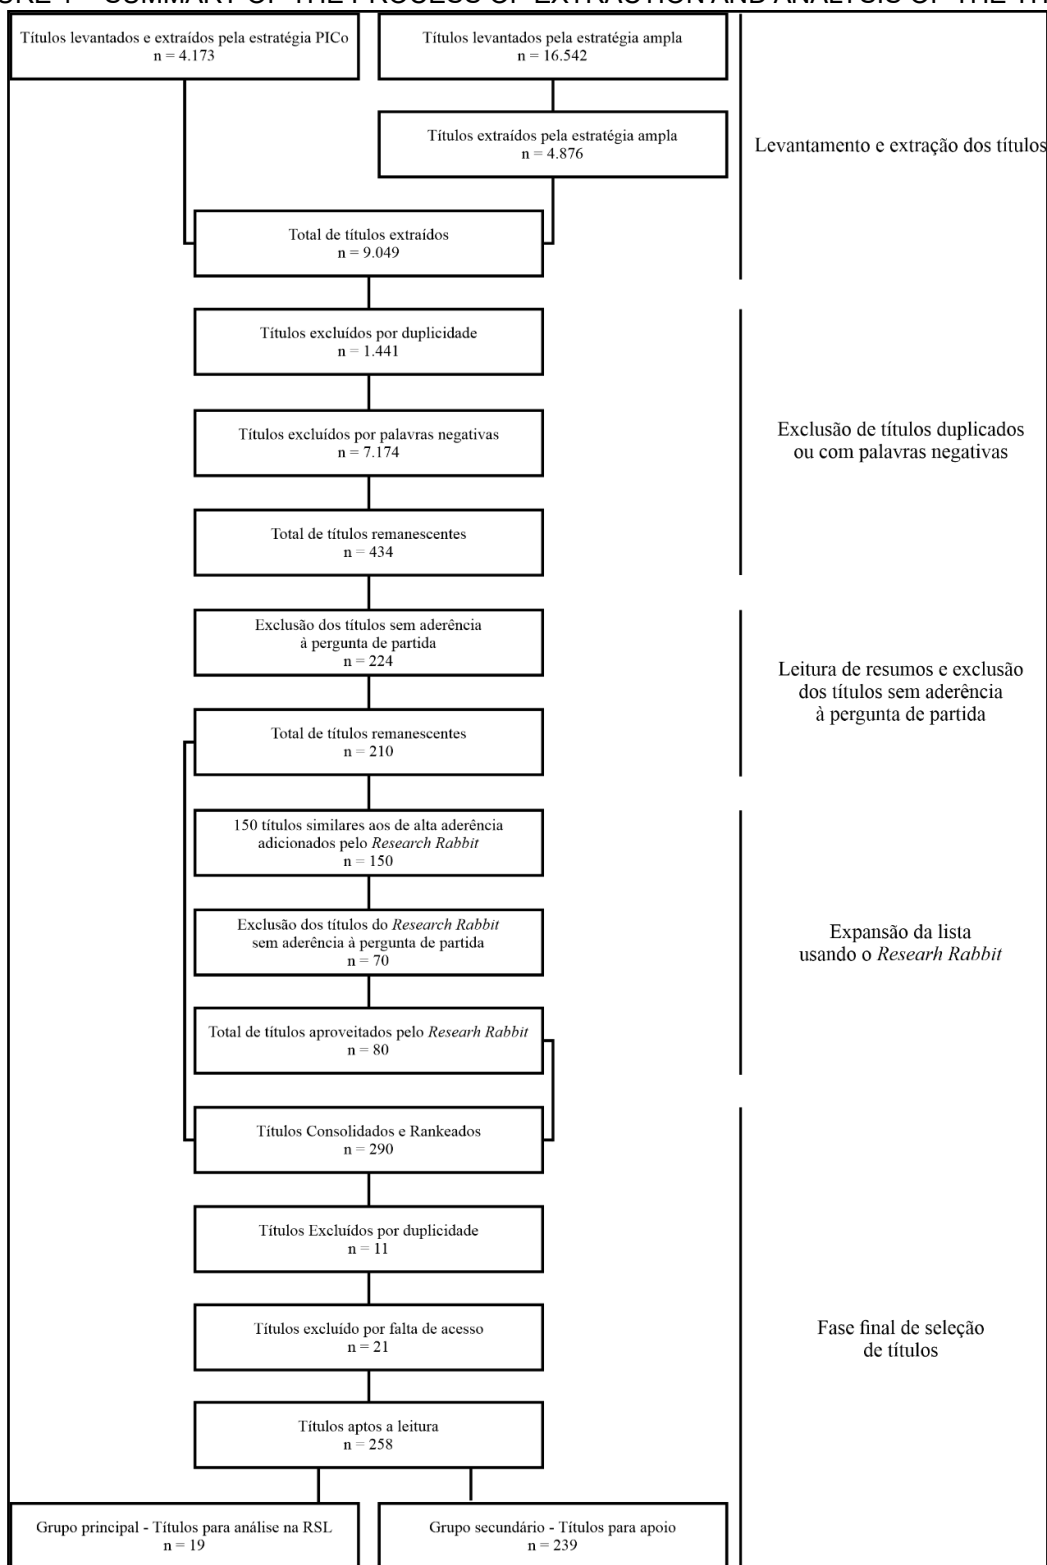 Títulos levantados e extraídos pela estratégia PICo
n = 4.173
Títulos levantados pela estratégia ampla
n = 16.542
Títulos extraídos pela estratégia ampla
n = 4.876
Levantamento e extração dos títulos
Total de títulos extraídos
n = 9.049
Títulos excluídos por duplicidade
n = 1.441
Títulos excluídos por palavras negativas
n = 7.174
Exclusão de títulos duplicados
ou com palavras negativas
Total de títulos remanescentes
n = 434
Exclusão dos títulos sem aderência
à pergunta de partida
n = 224
Leitura de resumos e exclusão
dos títulos sem aderência
à pergunta de partida
Total de títulos remanescentes
n = 210
150 títulos similares aos de alta aderência
adicionados pelo Research Rabbit
n = 150
Exclusão dos títulos do Research Rabbit
sem aderência à pergunta de partida
n = 70
Expansão da lista
usando o Researh Rabbit
Total de títulos aproveitados pelo Researh Rabbit
n = 80
Títulos Consolidados e Rankeados
n = 290
Títulos Excluídos por duplicidade
n = 11
Títulos excluído por falta de acesso
n = 21
Fase final de seleção
de títulos
Títulos aptos a leitura
n = 258
Grupo principal - Títulos para análise na RSL
n = 19
Grupo secundário - Títulos para apoio
n = 239